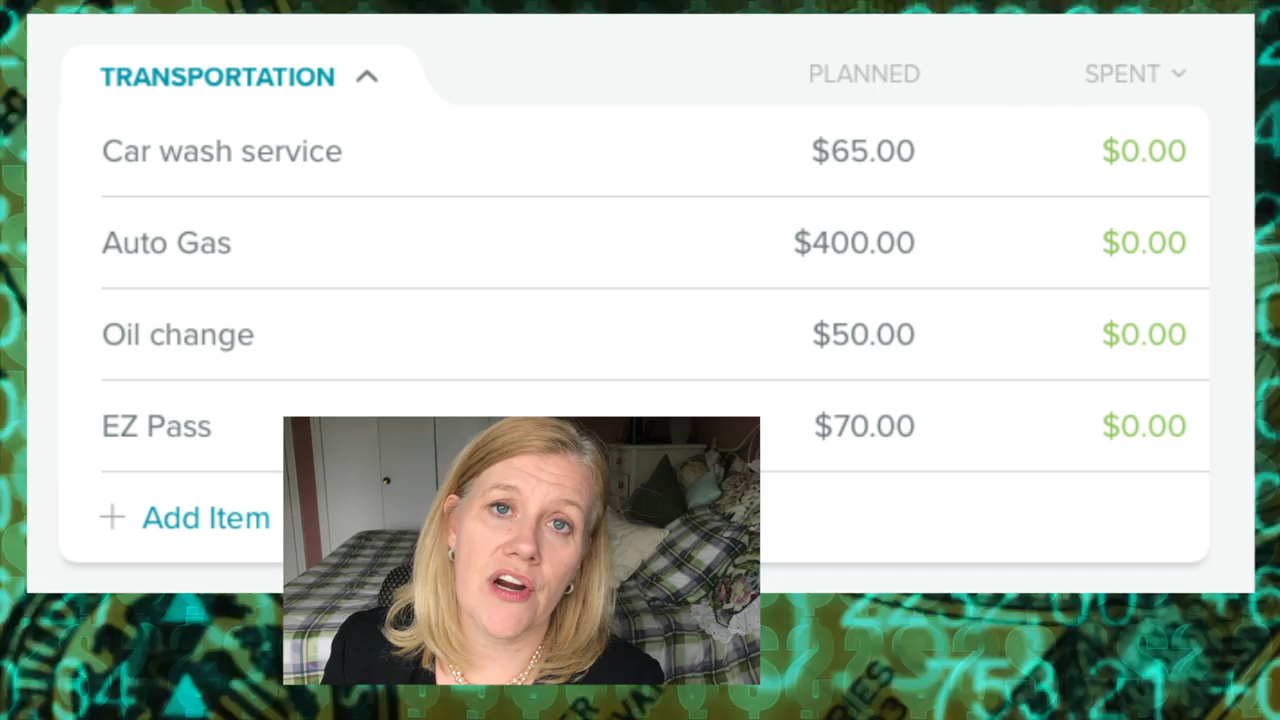 TRANSPORTATION PLANNED SPENT
Car wash service $65.00 $0.00
Auto Gas $400.00 $0.00
Oil change $50.00 $0.00
EZ Pass $70.00 $0.00
+ Add Item